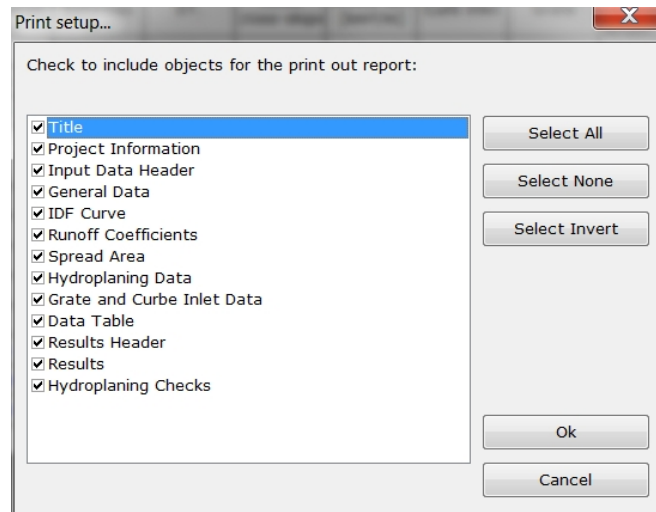 Print setup...
Check to include objects for the print out report:
Title
Project Information
Input Data Header
General Data
IDF Curve
Runoff Coefficients
Spread Area
Hydroplaning Data
Grate and Curbe Inlet Data
Data Table
Results Header
Results
Hydroplaning Checks
Select All
Select None
Select Invert
Ok
Cancel